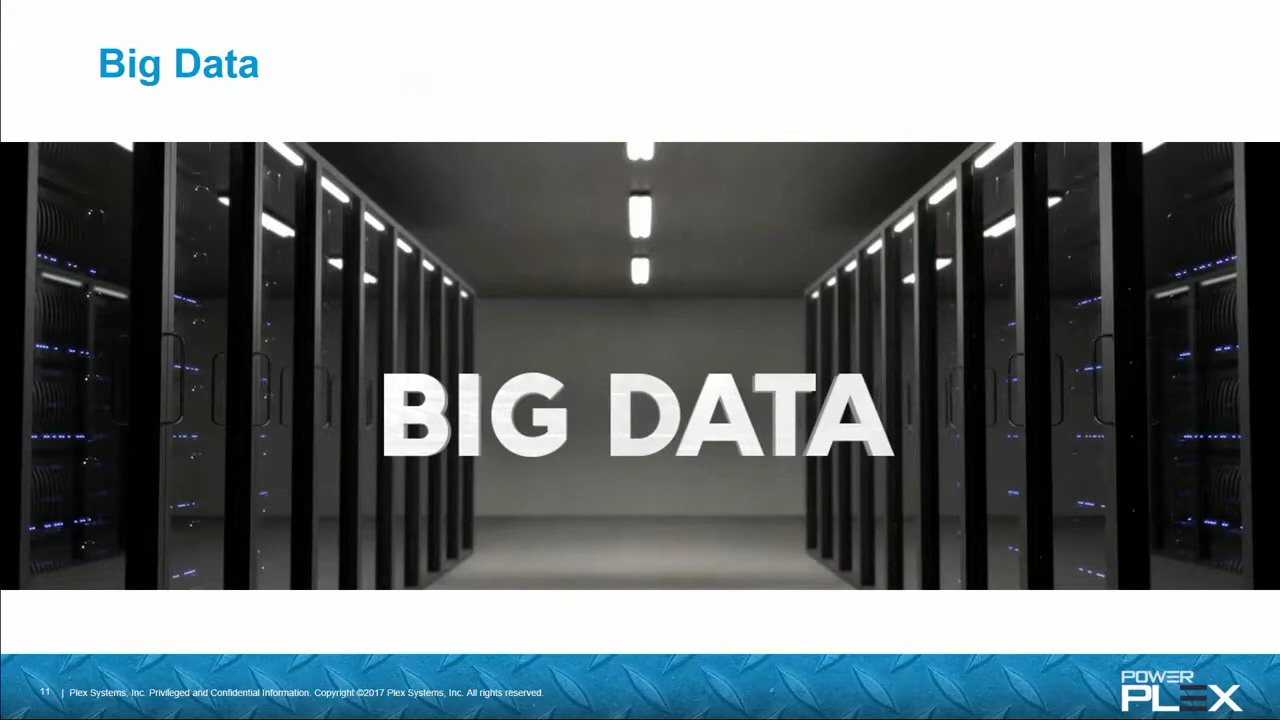 Big Data
BIG DATA
11 | Plex Systems, Inc. Privileged and Confidential Information. Copyright ©2017 Plex Systems, Inc. All rights reserved.
POWER
PLEX